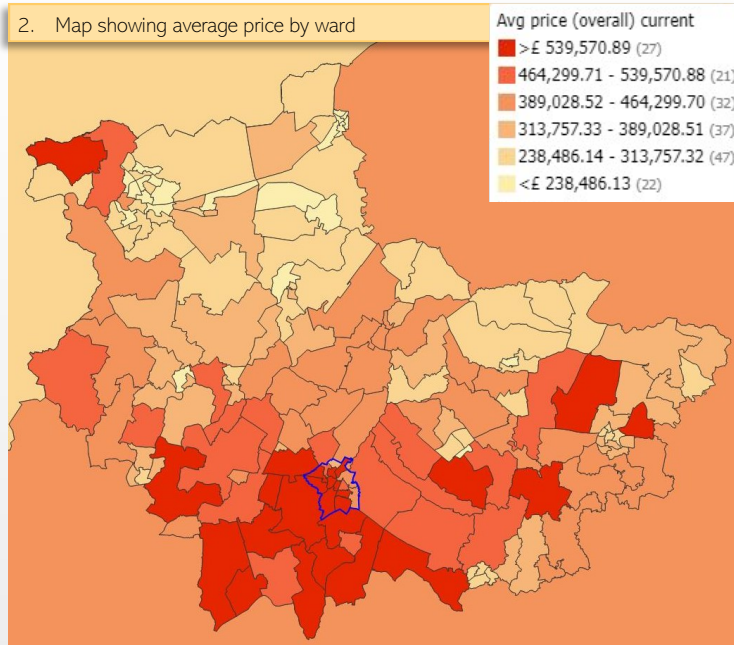 2. Map showing average price by ward
Avg price (overall) current
>£ 539,570.89 (27)
464,299.71 - 539,570.88 (21)
389,028.52 - 464,299.70 (32)
313,757.33 - 389,028.51 (37)
238,486.14 - 313,757.32 (47)
<£ 238,486.13 (22)